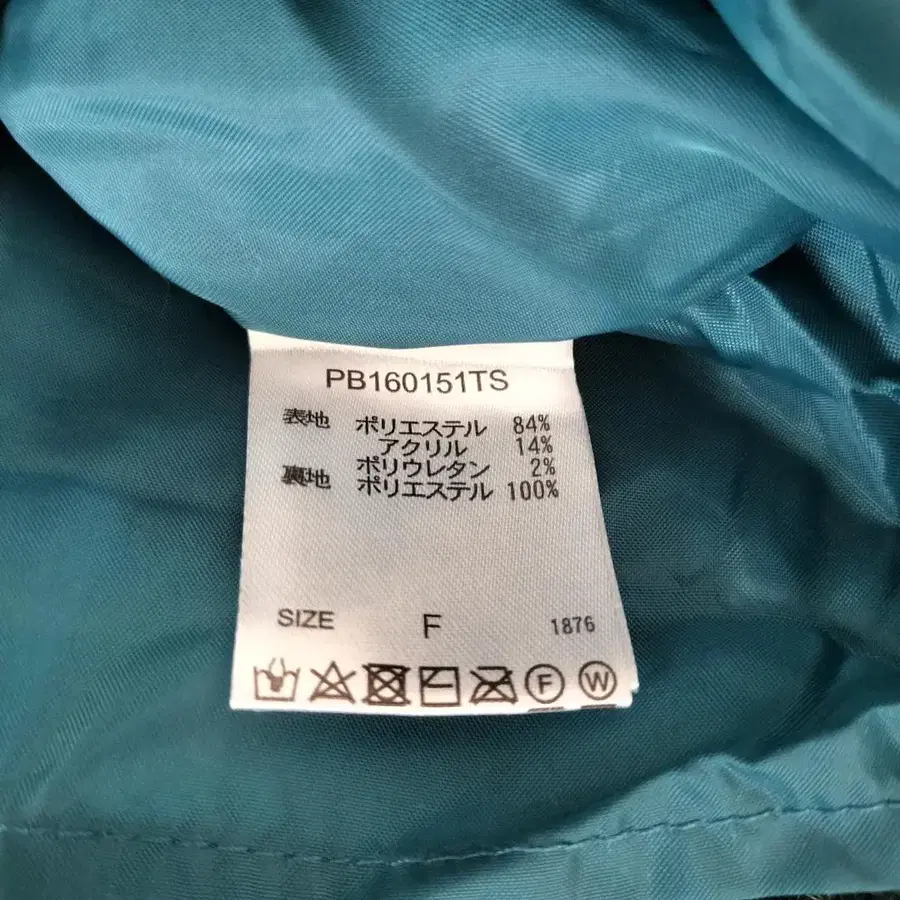 PB160151TS
表地 ポリエステル 84%
アクリル 14%
ポリウレタン 2%
裏地 ポリエステル 100%
SIZE F 1876
F W